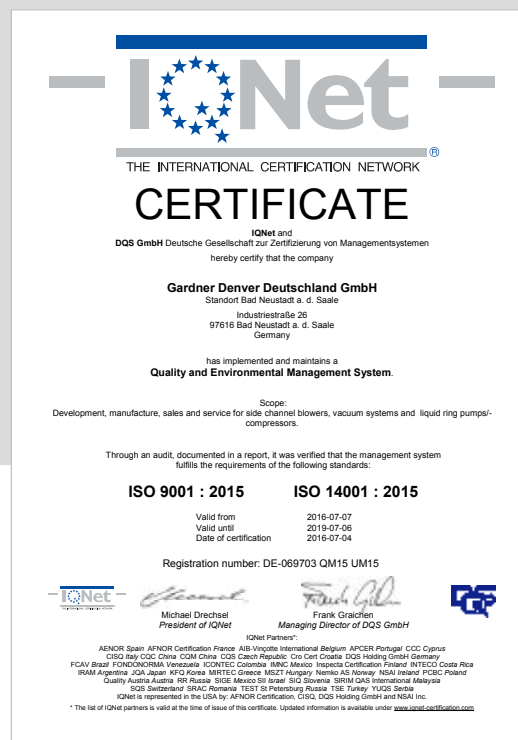 IQNet
®
THE INTERNATIONAL CERTIFICATION NETWORK
CERTIFICATE
IQNet and
DQS GmbH Deutsche Gesellschaft zur Zertifizierung von Managementsystemen
hereby certify that the company
Gardner Denver Deutschland GmbH
Standort Bad Neustadt a. d. Saale
Industriestraße 26
97616 Bad Neustadt a. d. Saale
Germany
has implemented and maintains a
Quality and Environmental Management System.
Scope:
Development, manufacture, sales and service for side channel blowers, vacuum systems and liquid ring pumps/-
compressors.
Through an audit, documented in a report, it was verified that the management system
fulfills the requirements of the following standards:
ISO 9001 : 2015 ISO 14001 : 2015
Valid from 2016-07-07
Valid until 2019-07-06
Date of certification 2016-07-04
Registration number: DE-069703 QM15 UM15
IQNet
DQS
Michael Drechsel Frank Graichen
President of IQNet Managing Director of DQS GmbH
IQNet Partners*:
AENOR Spain AFNOR Certification France AIB-Vinçotte International Belgium APCER Portugal CCC Cyprus
CISQ Italy CQC China CQM China CQS Czech Republic Cro Cert Croatia DQS Holding GmbH Germany
FCAV Brazil FONDONORMA Venezuela ICONTEC Colombia IMNC Mexico Inspecta Certification Finland INTECO Costa Rica
IRAM Argentina JQA Japan KFQ Korea MIRTEC Greece MSZT Hungary Nemko AS Norway NSAI Ireland PCBC Poland
Quality Austria Austria RR Russia SIGE Mexico SII Israel SIQ Slovenia SIRIM QAS International Malaysia
SQS Switzerland SRAC Romania TEST St Petersburg Russia TSE Turkey YUQS Serbia
IQNet is represented in the USA by: AFNOR Certification, CISQ, DQS Holding GmbH and NSAI Inc.
* The list of IQNet partners is valid at the time of issue of this certificate. Updated information is available under www.iqnet-certification.com